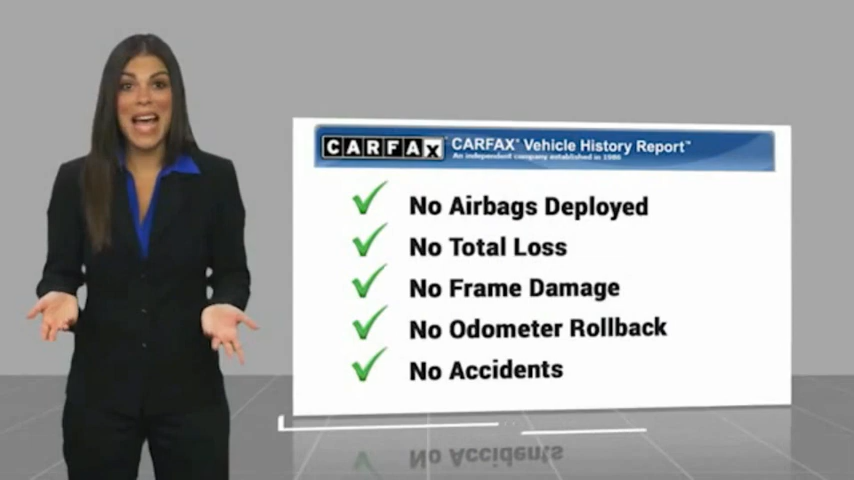 CARFAX CARFAX® Vehicle History Report™
An independent company established in 1986
No Airbags Deployed
No Total Loss
No Frame Damage
No Odometer Rollback
No Accidents
No Accidents